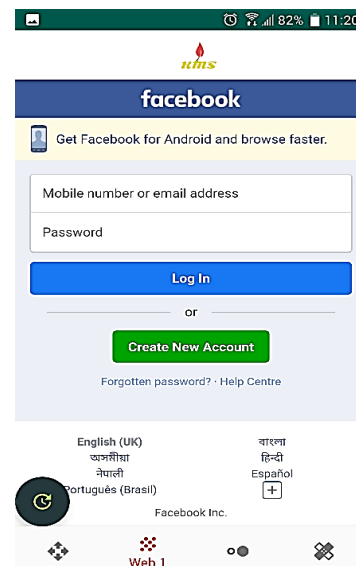 82% 11:20
KMS
facebook
Get Facebook for Android and browse faster.
Mobile number or email address
Password
Log In
or
Create New Account
Forgotten password? · Help Centre
English (UK) বাংলা
অসমীয়া हिन्दी
नेपाली Español
Português (Brasil)
Facebook Inc.
Web 1